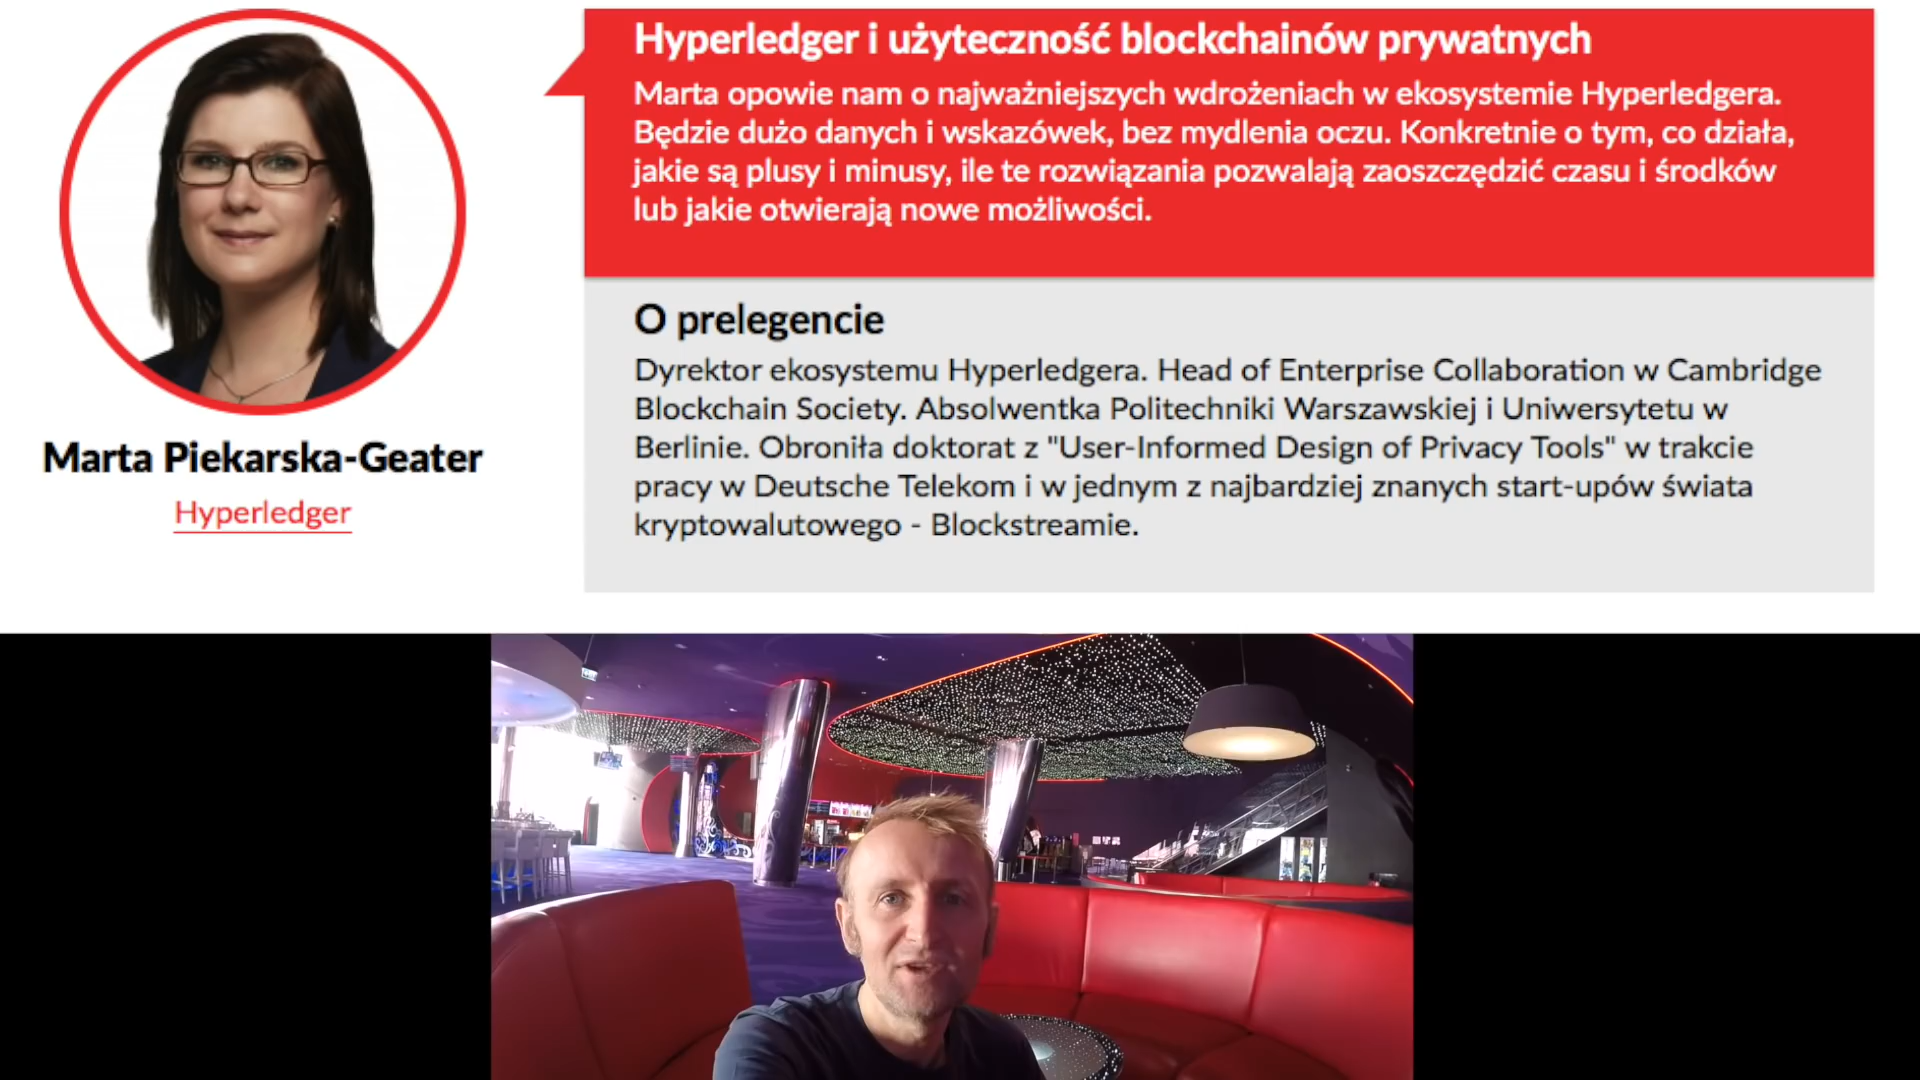 Hyperledger i użyteczność blockchainów prywatnych
Marta opowie nam o najważniejszych wdrożeniach w ekosystemie Hyperledgera.
Będzie dużo danych i wskazówek, bez mydlenia oczu. Konkretnie o tym, co działa,
jakie są plusy i minusy, ile te rozwiązania pozwalają zaoszczędzić czasu i środków
lub jakie otwierają nowe możliwości.
O prelegencie
Dyrektor ekosystemu Hyperledgera. Head of Enterprise Collaboration w Cambridge
Blockchain Society. Absolwentka Politechniki Warszawskiej i Uniwersytetu w
Berlinie. Obroniła doktorat z "User-Informed Design of Privacy Tools" w trakcie
pracy w Deutsche Telekom i w jednym z najbardziej znanych start-upów świata
kryptowalutowego - Blockstreamie.
Marta Piekarska-Geater
Hyperledger